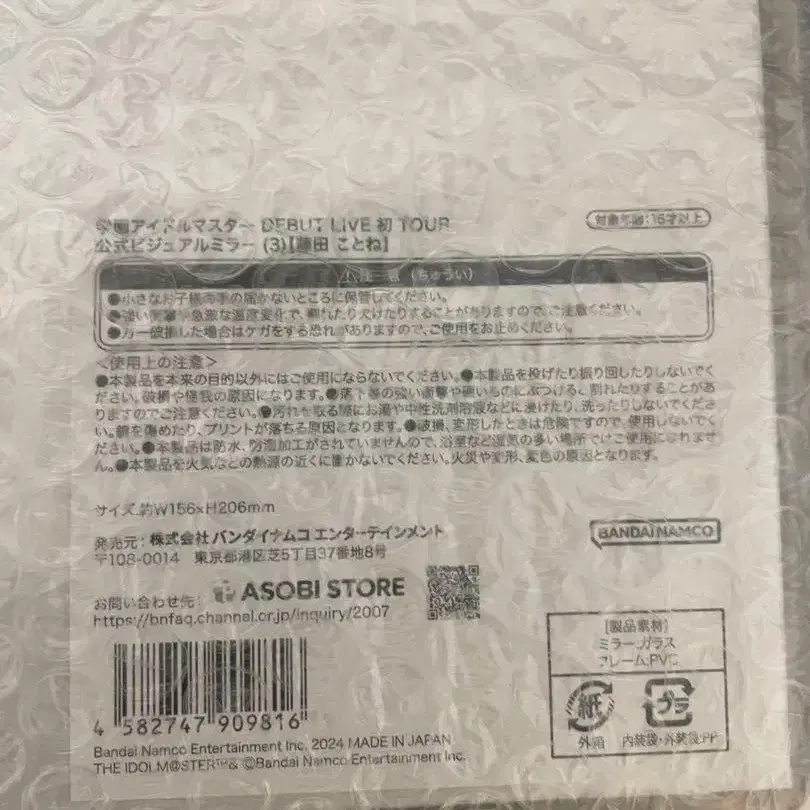 学園アイドルマスター DEBUT LIVE 初 TOUR
公式ビジュアルミラー (3)【藤田 ことね】
対象年齢:15才以上
⚠注意 (ちゅうい)
●小さなお子様の手の届かないところに保管してください。
●強い衝撃や急激な温度変化で、割れたり欠けたりすることがありますのでご注意ください。
●万一破損した場合はケガをする恐れがありますので、ご使用をお止めください。
<使用上の注意>
●本製品を本来の目的以外にはご使用にならないでください。●本製品を投げたり振り回したりしないでく
ださい。破損や怪我の原因になります。●落下等の強い衝撃や硬いものにぶつけると割れたりすることがあ
りますのでご注意ください。●汚れを取る際にお湯や中性洗剤溶液などに浸けたり、洗ったりしないでくだ
さい。鏡を傷めたり、プリントが落ちる原因となります。●破損、変形したときは危険ですので、使用しないでく
ださい。●本製品は防水、防湿加工がされていませんので、浴室など湿気の多い場所ではご使用になれませ
ん。●本製品を火気などの熱源の近くに置かないでください。火災や変形、変色の原因となります。
サイズ:約W156×H206mm
発売元:株式会社 バンダイナムコ エンターテインメント
〒108-0014 東京都港区芝5丁目37番地8号
BANDAI NAMCO
お問い合わせ先: ASOBI STORE
https://bnfaq.channel.or.jp/inquiry/2007
[製品素材]
ミラー:ガラス
フレーム:PVC
紙
プラ
外箱
内装袋・外装袋:PP
4 582747 909816
Bandai Namco Entertainment Inc. 2024 MADE IN JAPAN
THE IDOLM@STER™& ©Bandai Namco Entertainment Inc.